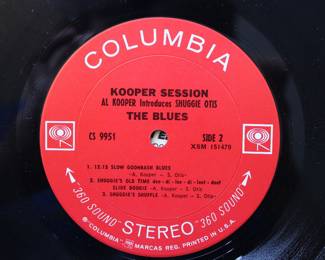 COLUMBIA
KOOPER SESSION
AL KOOPER Introduces SHUGGIE OTIS
THE BLUES
CS 9951
SIDE 2
XSM 151479
1. 12:15 SLOW GOONBASH BLUES
- A. Kooper - S. Otis -
2. SHUGGIE'S OLD TIME dee-di-lee-di-leet-deet
SLIDE BOOGIE - A. Kooper - S. Otis
3. SHUGGIE'S SHUFFLE - A. Kooper - S. Otis
"360 SOUND" STEREO "360 SOUND"
® "COLUMBIA", MARCAS REG. PRINTED IN U.S.A.